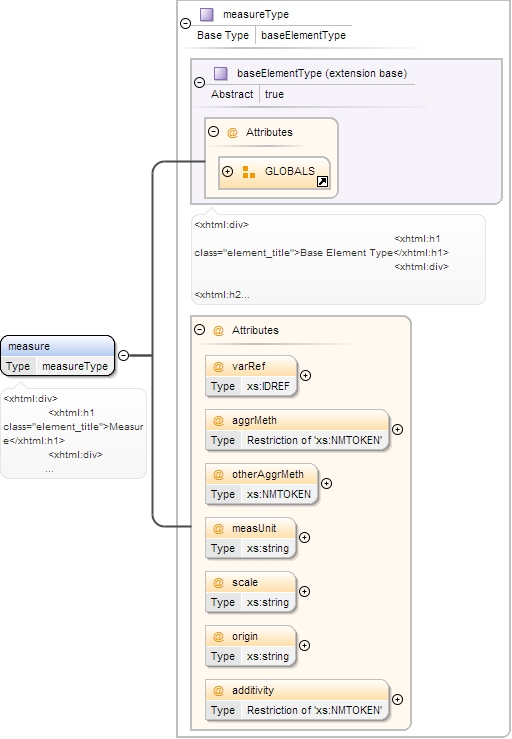 measureType
Base Type baseElementType
baseElementType (extension base)
Abstract true
@ Attributes
GLOBALS
<xhtml:div>
<xhtml:h1
class="element_title">Base Element Type</xhtml:h1>
<xhtml:div>
<xhtml:h2...
measure
Type measureType
<xhtml:div>
<xhtml:h1
class="element_title">Measur
e</xhtml:h1>
<xhtml:div>
...
@ Attributes
@ varRef
Type xs:IDREF
@ aggrMeth
Type Restriction of 'xs:NMTOKEN'
@ otherAggrMeth
Type xs:NMTOKEN
@ measUnit
Type xs:string
@ scale
Type xs:string
@ origin
Type xs:string
@ additivity
Type Restriction of 'xs:NMTOKEN'